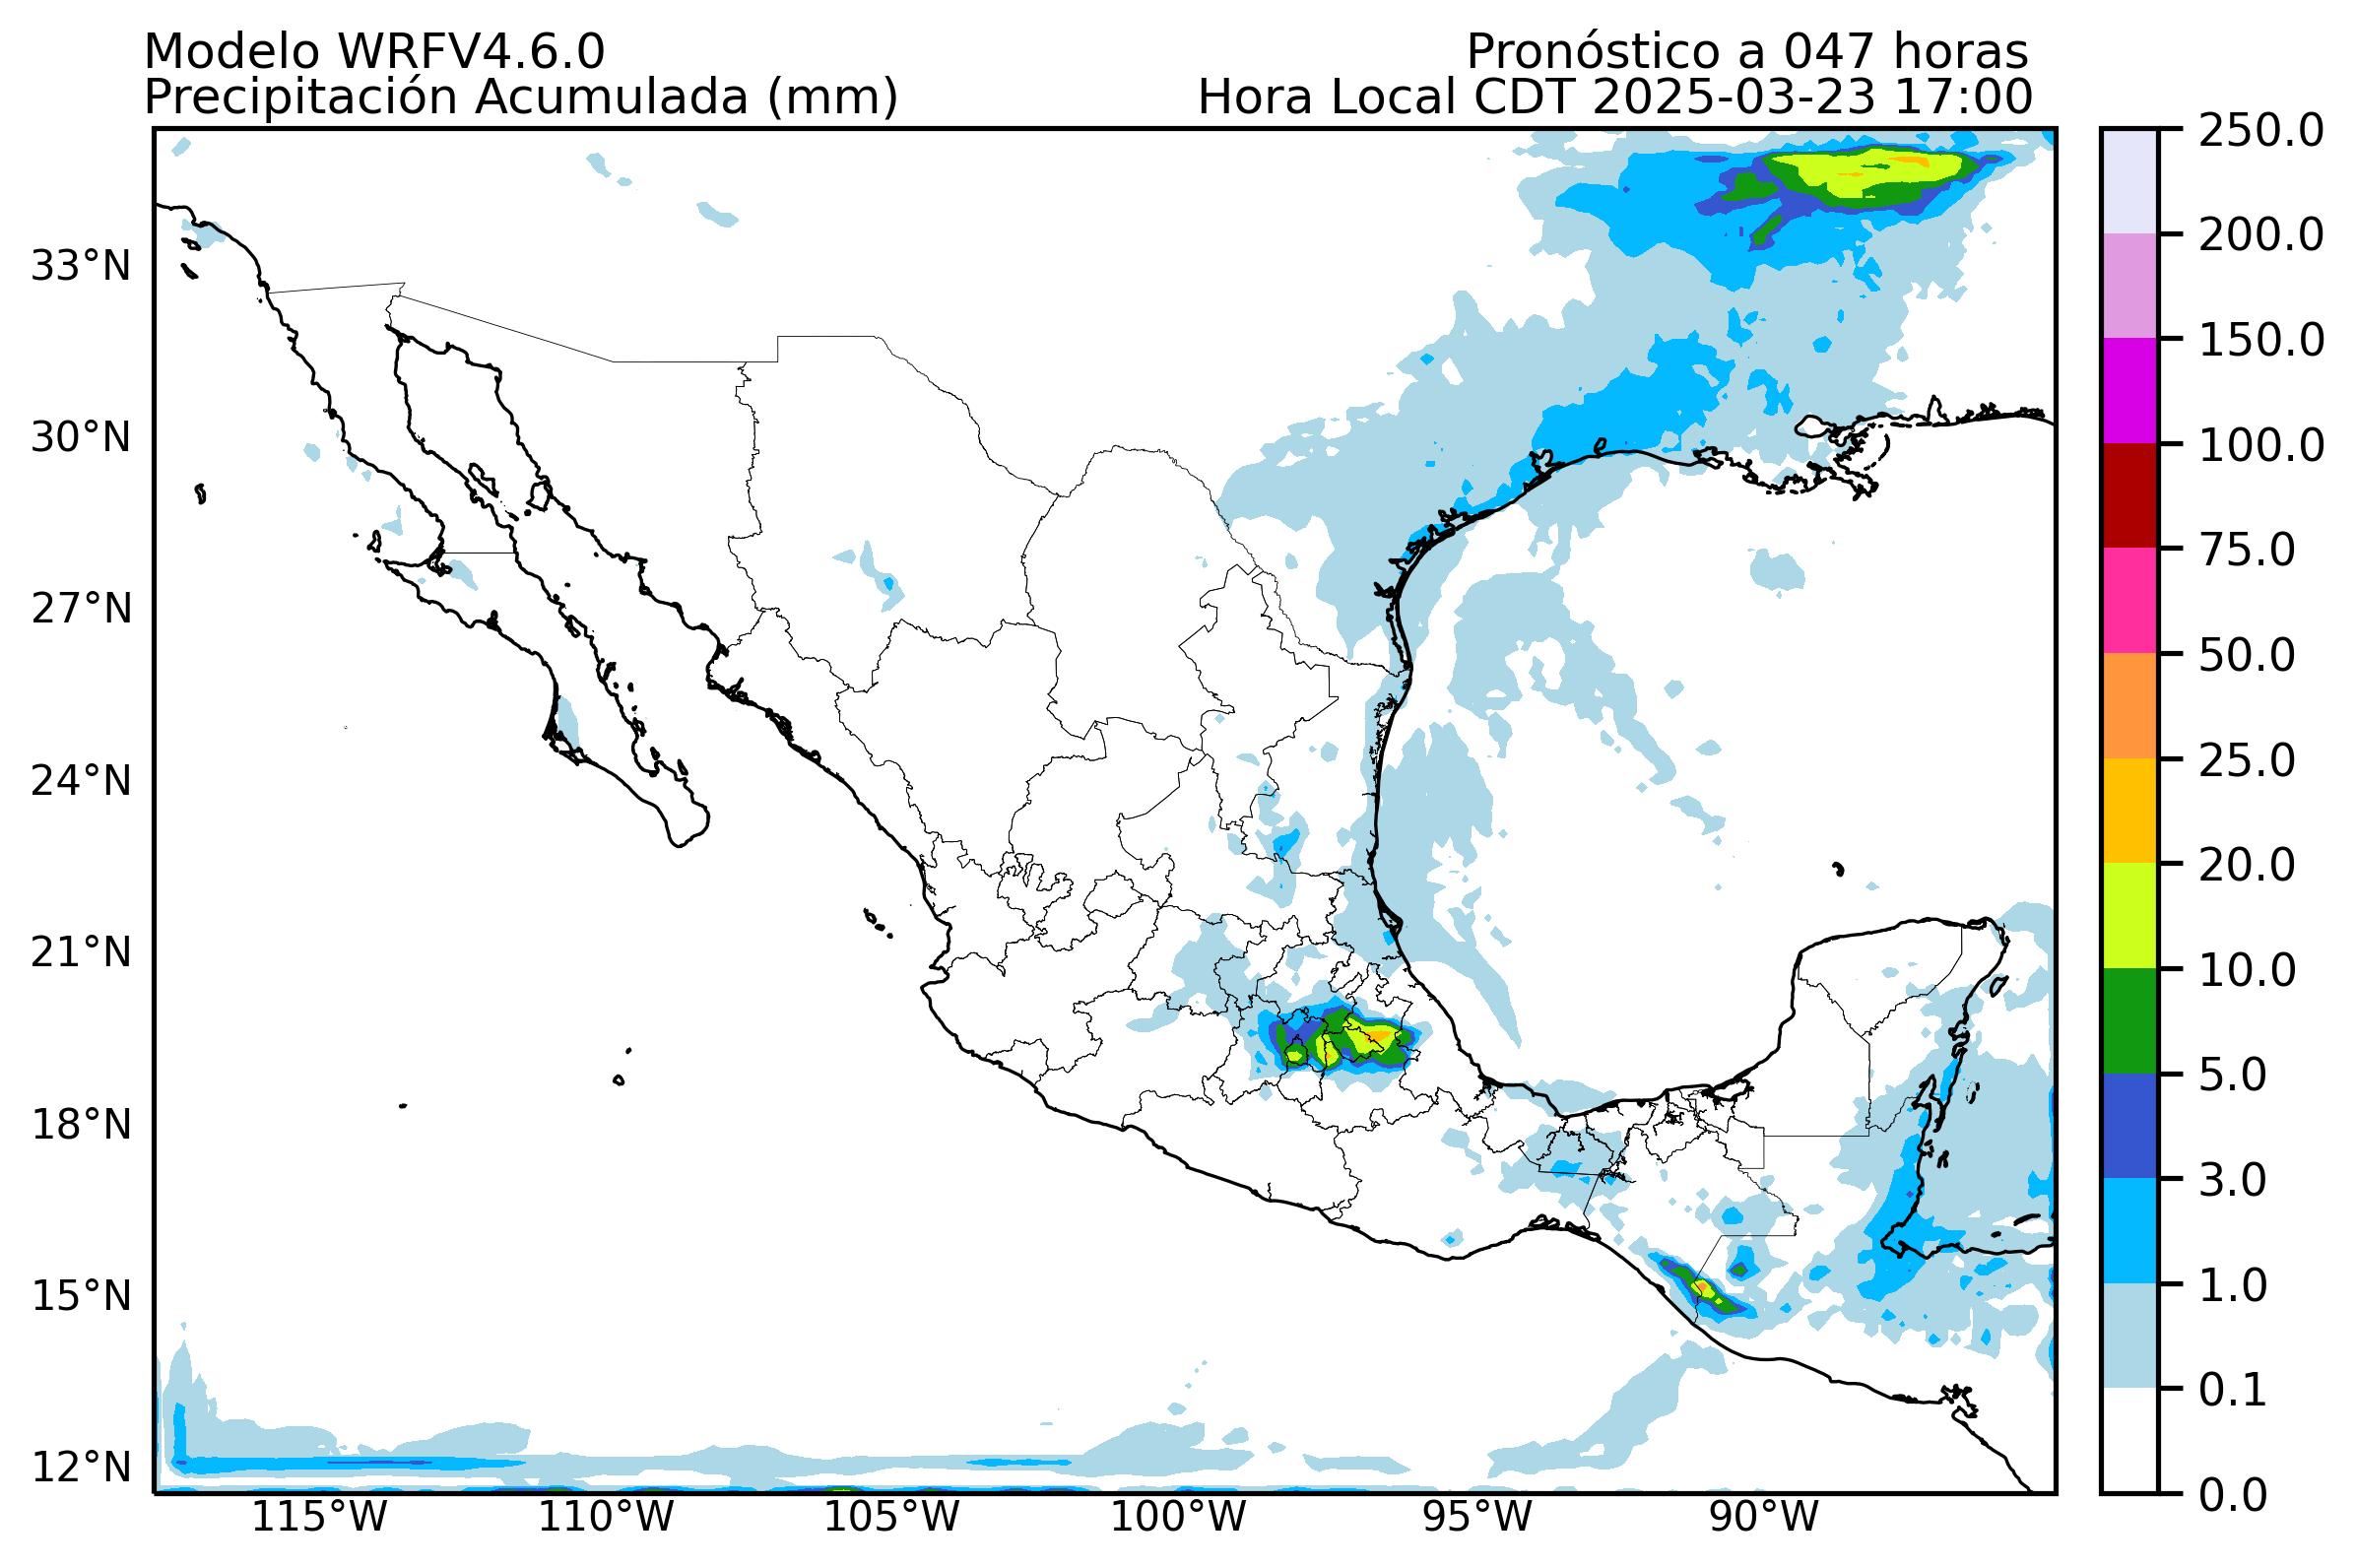 Modelo WRFV4.6.0
Pronóstico a 047 horas
Precipitación Acumulada (mm)
Hora Local CDT 2025-03-23 17:00
33°N
30°N
27°N
24°N
21°N
18°N
15°N
12°N
115°W
110°W
105°W
100°W
95°W
90°W
250.0
200.0
150.0
100.0
75.0
50.0
25.0
20.0
10.0
5.0
3.0
1.0
0.1
0.0